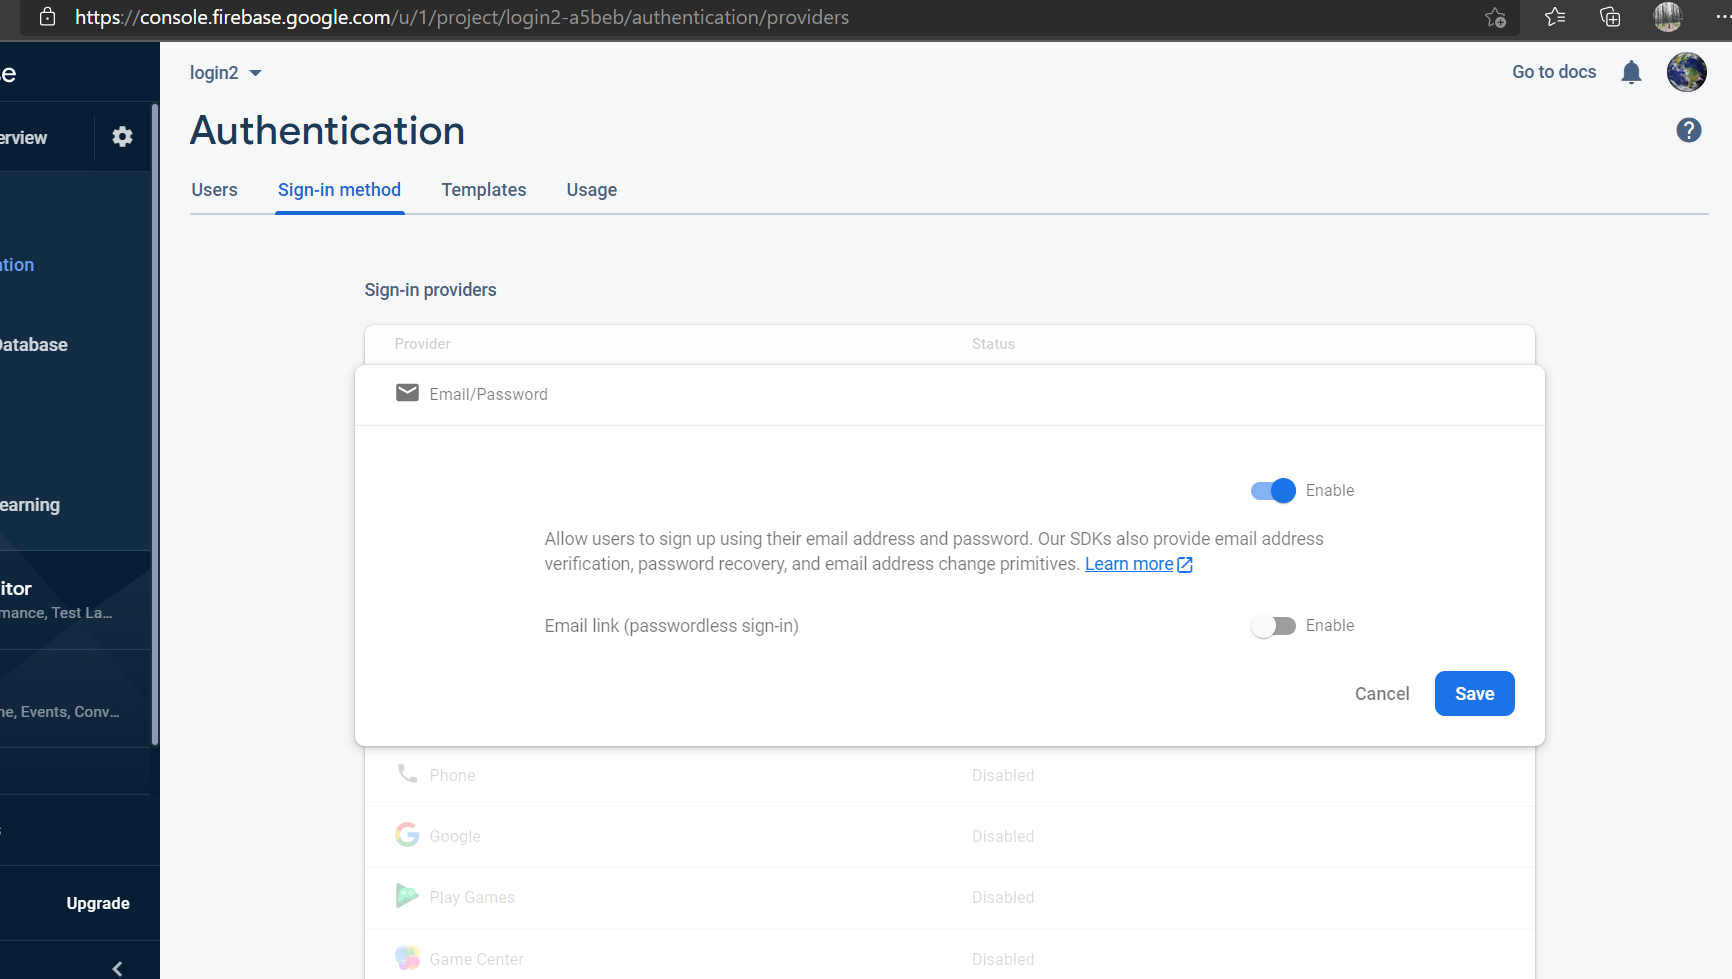 https://console.firebase.google.com/u/1/project/login2-a5beb/authentication/providers
se
login2
Go to docs
erview
Authentication
?
Users Sign-in method Templates Usage
ation
Sign-in providers
Database
Provider Status
Email/Password
Enable
earning
Allow users to sign up using their email address and password. Our SDKs also provide email address
verification, password recovery, and email address change primitives. Learn more
itor
mance, Test La...
Email link (passwordless sign-in) Enable
Cancel Save
ne, Events, Conv...
Phone Disabled
s
Google Disabled
Play Games Disabled
Upgrade
Game Center Disabled